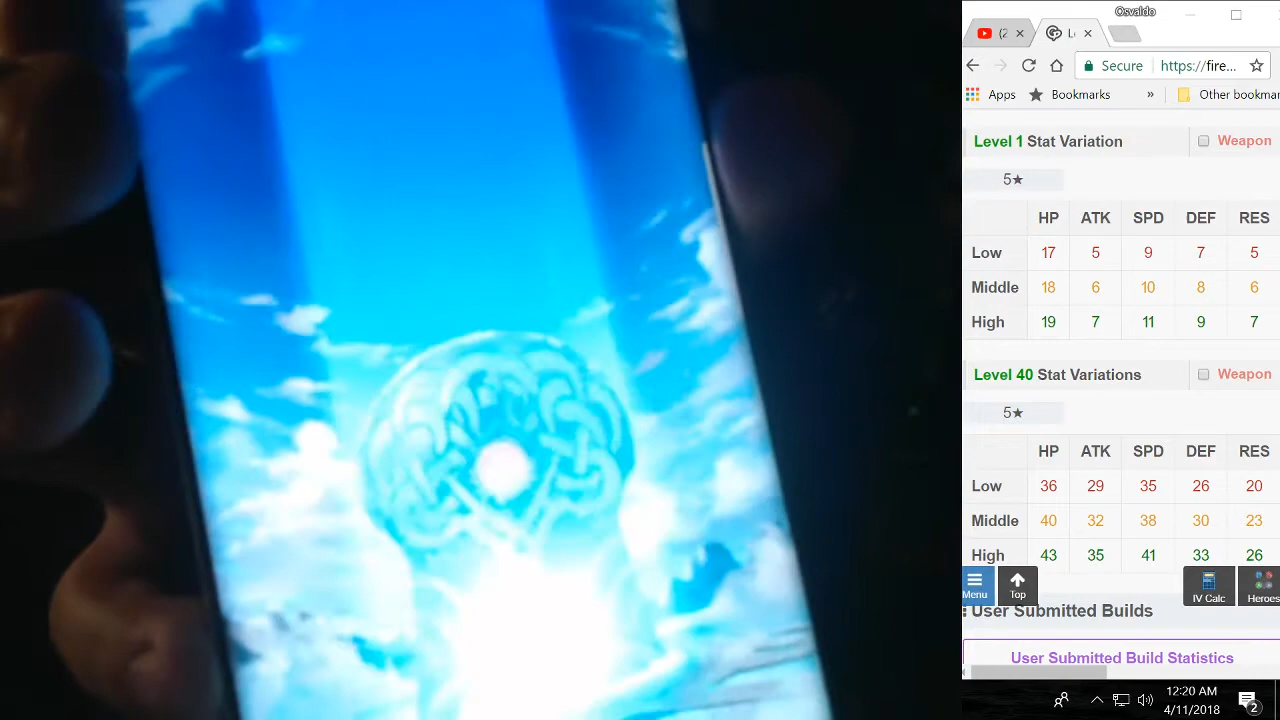 Osvaldo
(2
L
Secure https://fire...
Apps Bookmarks » Other bookmar
Level 1 Stat Variation Weapon
5★
HP ATK SPD DEF RES
Low 17 5 9 7 5
Middle 18 6 10 8 6
High 19 7 11 9 7
Level 40 Stat Variations Weapon
5★
HP ATK SPD DEF RES
Low 36 29 35 26 20
Middle 40 32 38 30 23
High 43 35 41 33 26
Menu Top IV Calc Heroes
User Submitted Builds
User Submitted Build Statistics
12:20 AM
4/11/2018
2